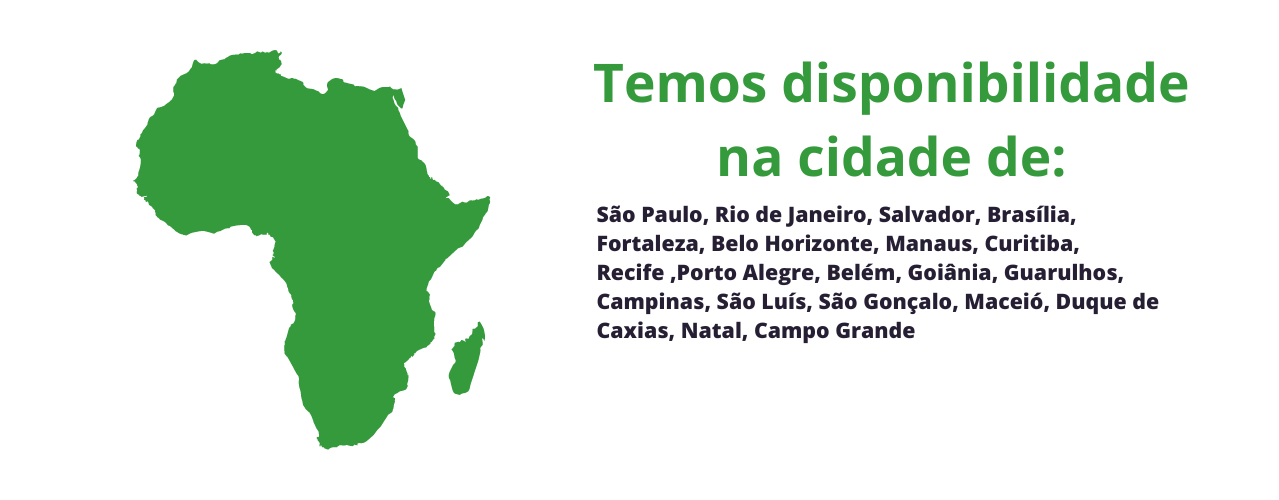 Temos disponibilidade
na cidade de:
São Paulo, Rio de Janeiro, Salvador, Brasília,
Fortaleza, Belo Horizonte, Manaus, Curitiba,
Recife ,Porto Alegre, Belém, Goiânia, Guarulhos,
Campinas, São Luís, São Gonçalo, Maceió, Duque de
Caxias, Natal, Campo Grande